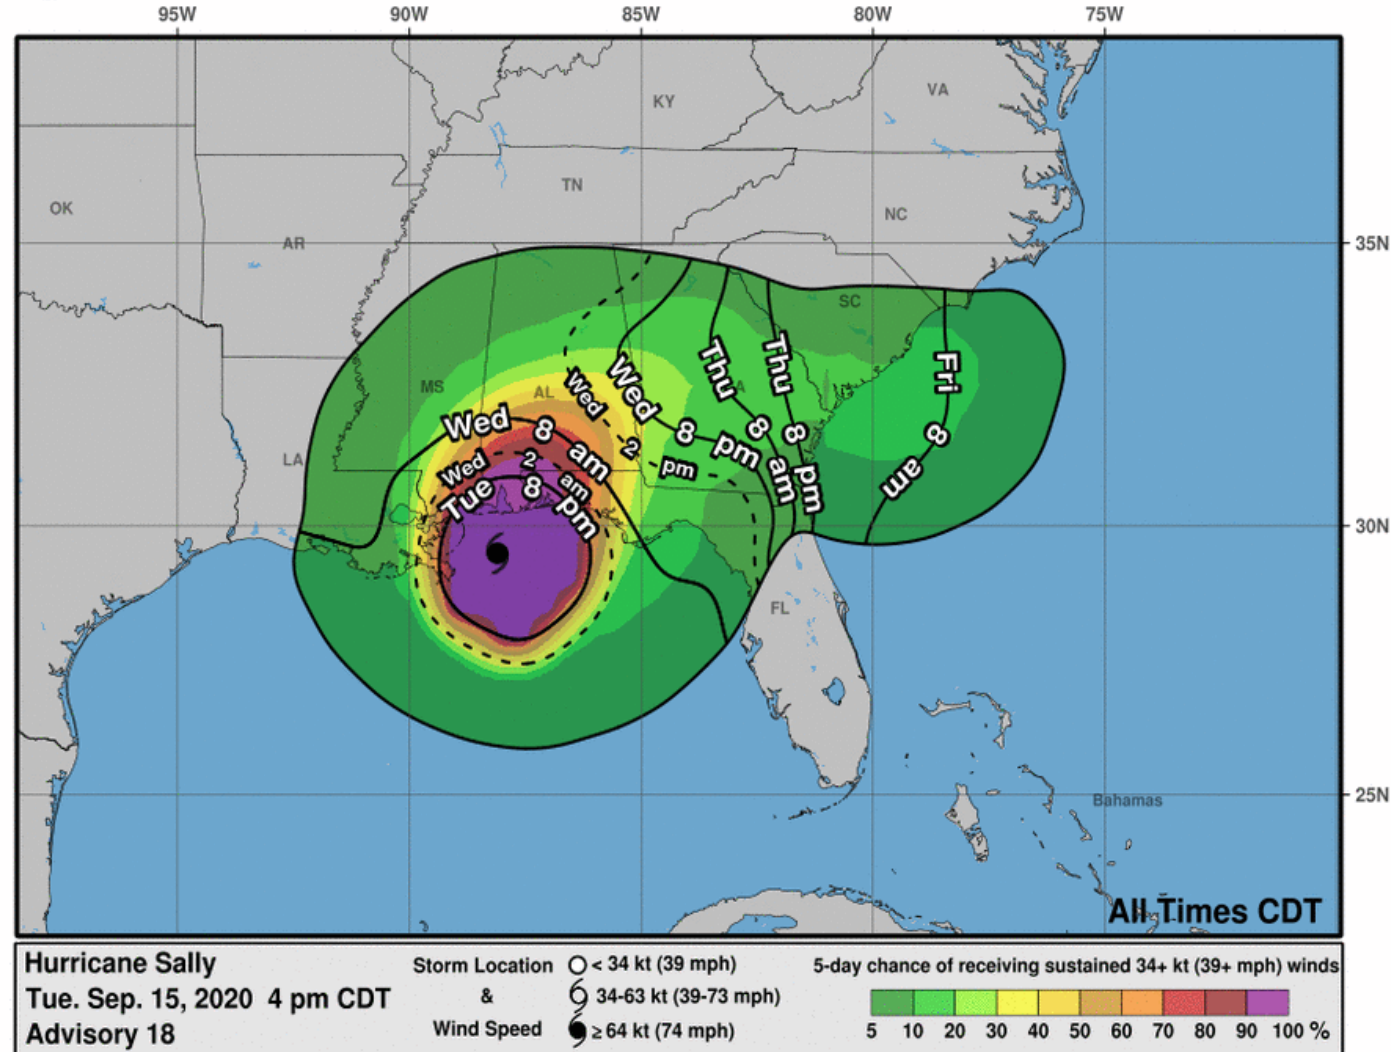 95W 90W 85W 80W 75W
KY
VA
TN
OK
NC
AR
35N
SC
Thu
Thu
Wed
Fri
MS
Wed
AL
A
Wed 8 am
8 pm
8 am
8 pm
8 am
2 pm
LA
Wed 2 am
Tue 8 pm
30N
FL
25N
Bahamas
All Times CDT
Hurricane Sally
Tue. Sep. 15, 2020 4 pm CDT
Advisory 18
Storm Location
&
Wind Speed
< 34 kt (39 mph)
34-63 kt (39-73 mph)
≥ 64 kt (74 mph)
5-day chance of receiving sustained 34+ kt (39+ mph) winds
5 10 20 30 40 50 60 70 80 90 100 %